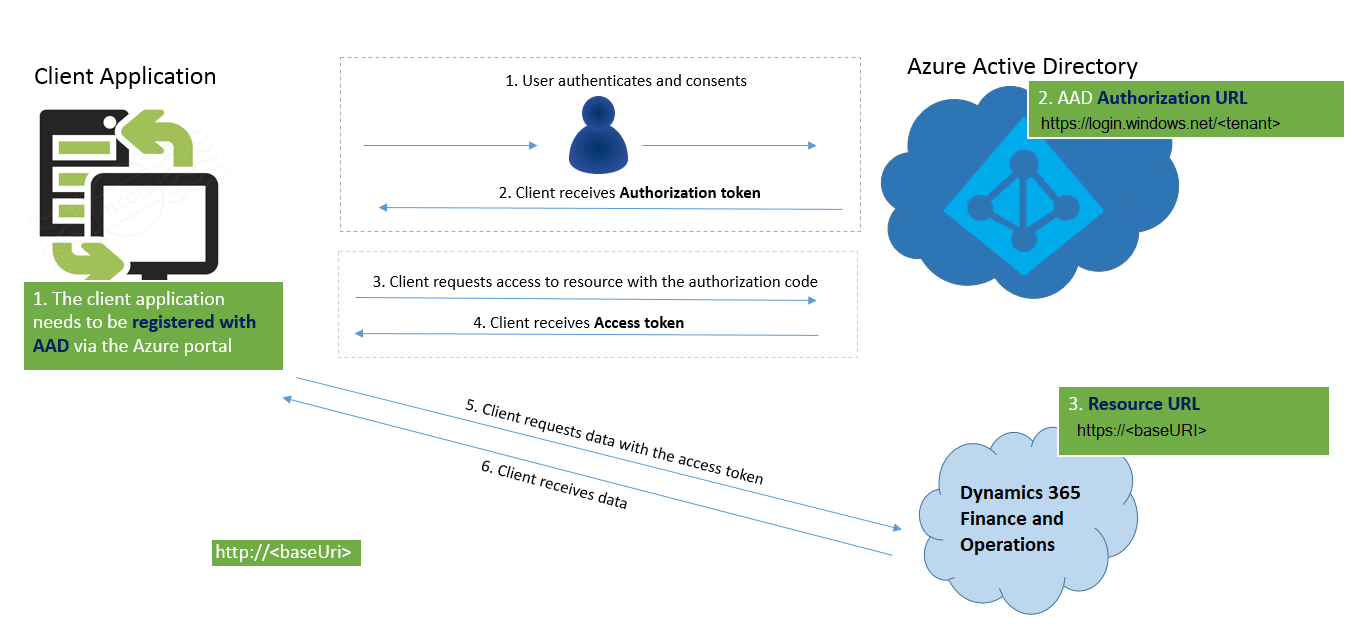 Client Application
Azure Active Directory
1. User authenticates and consents
2. AAD Authorization URL
https://login.windows.net/<tenant>
2. Client receives Authorization token
3. Client requests access to resource with the authorization code
4. Client receives Access token
1. The client application
needs to be registered with
AAD via the Azure portal
5. Client requests data with the access token
6. Client receives data
3. Resource URL
https://<baseURI>
Dynamics 365
Finance and
Operations
http://<baseUri>